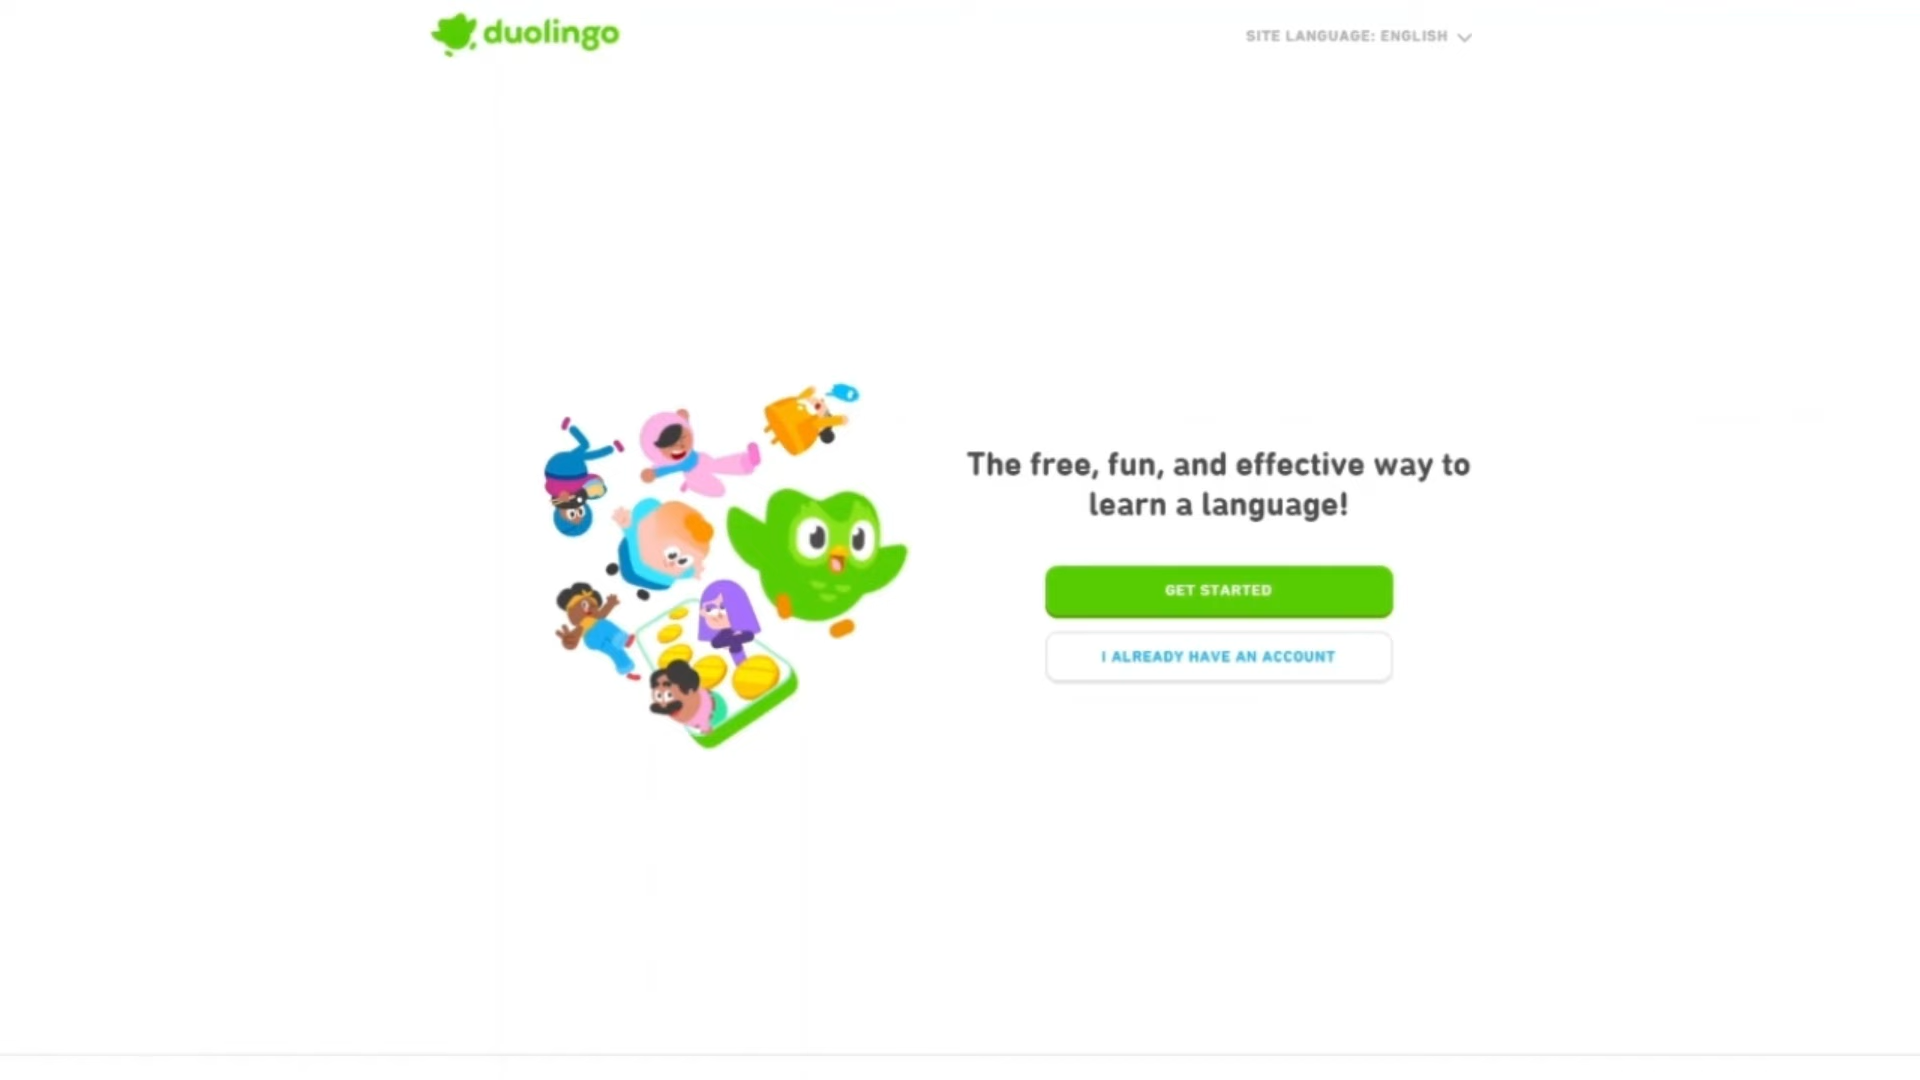 duolingo
SITE LANGUAGE: ENGLISH
The free, fun, and effective way to
learn a language!
GET STARTED
I ALREADY HAVE AN ACCOUNT